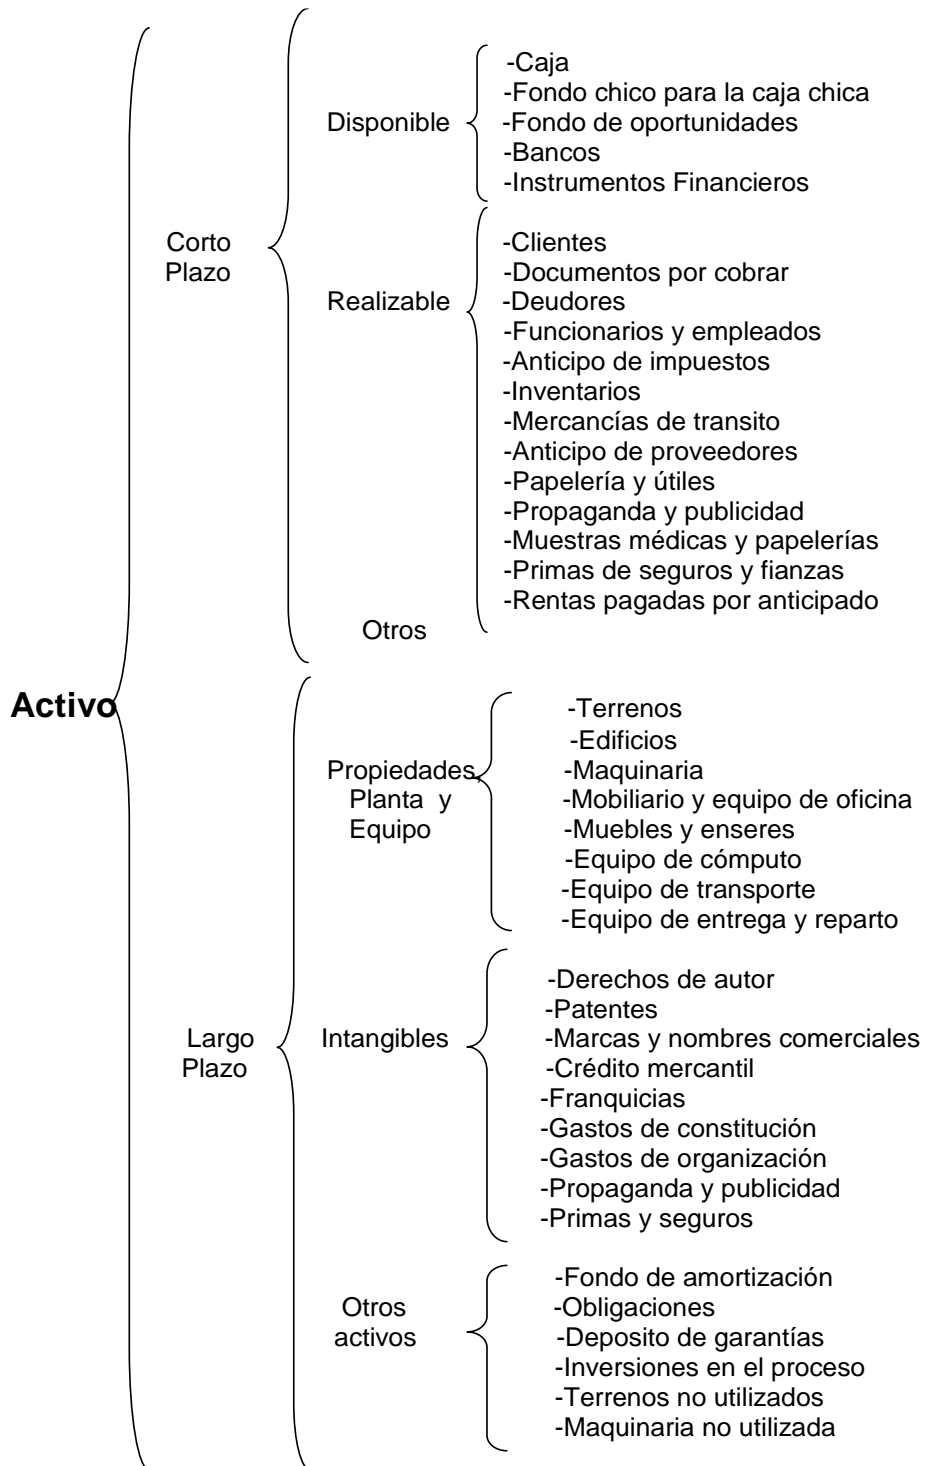 Activo
Corto
Plazo
Disponible
-Caja
-Fondo chico para la caja chica
-Fondo de oportunidades
-Bancos
-Instrumentos Financieros
Realizable
-Clientes
-Documentos por cobrar
-Deudores
-Funcionarios y empleados
-Anticipo de impuestos
-Inventarios
-Mercancías de transito
-Anticipo de proveedores
-Papelería y útiles
-Propaganda y publicidad
-Muestras médicas y papelerías
-Primas de seguros y fianzas
-Rentas pagadas por anticipado
Otros
Largo
Plazo
Propiedades,
Planta y
Equipo
-Terrenos
-Edificios
-Maquinaria
-Mobiliario y equipo de oficina
-Muebles y enseres
-Equipo de cómputo
-Equipo de transporte
-Equipo de entrega y reparto
Intangibles
-Derechos de autor
-Patentes
-Marcas y nombres comerciales
-Crédito mercantil
-Franquicias
-Gastos de constitución
-Gastos de organización
-Propaganda y publicidad
-Primas y seguros
Otros
activos
-Fondo de amortización
-Obligaciones
-Deposito de garantías
-Inversiones en el proceso
-Terrenos no utilizados
-Maquinaria no utilizada